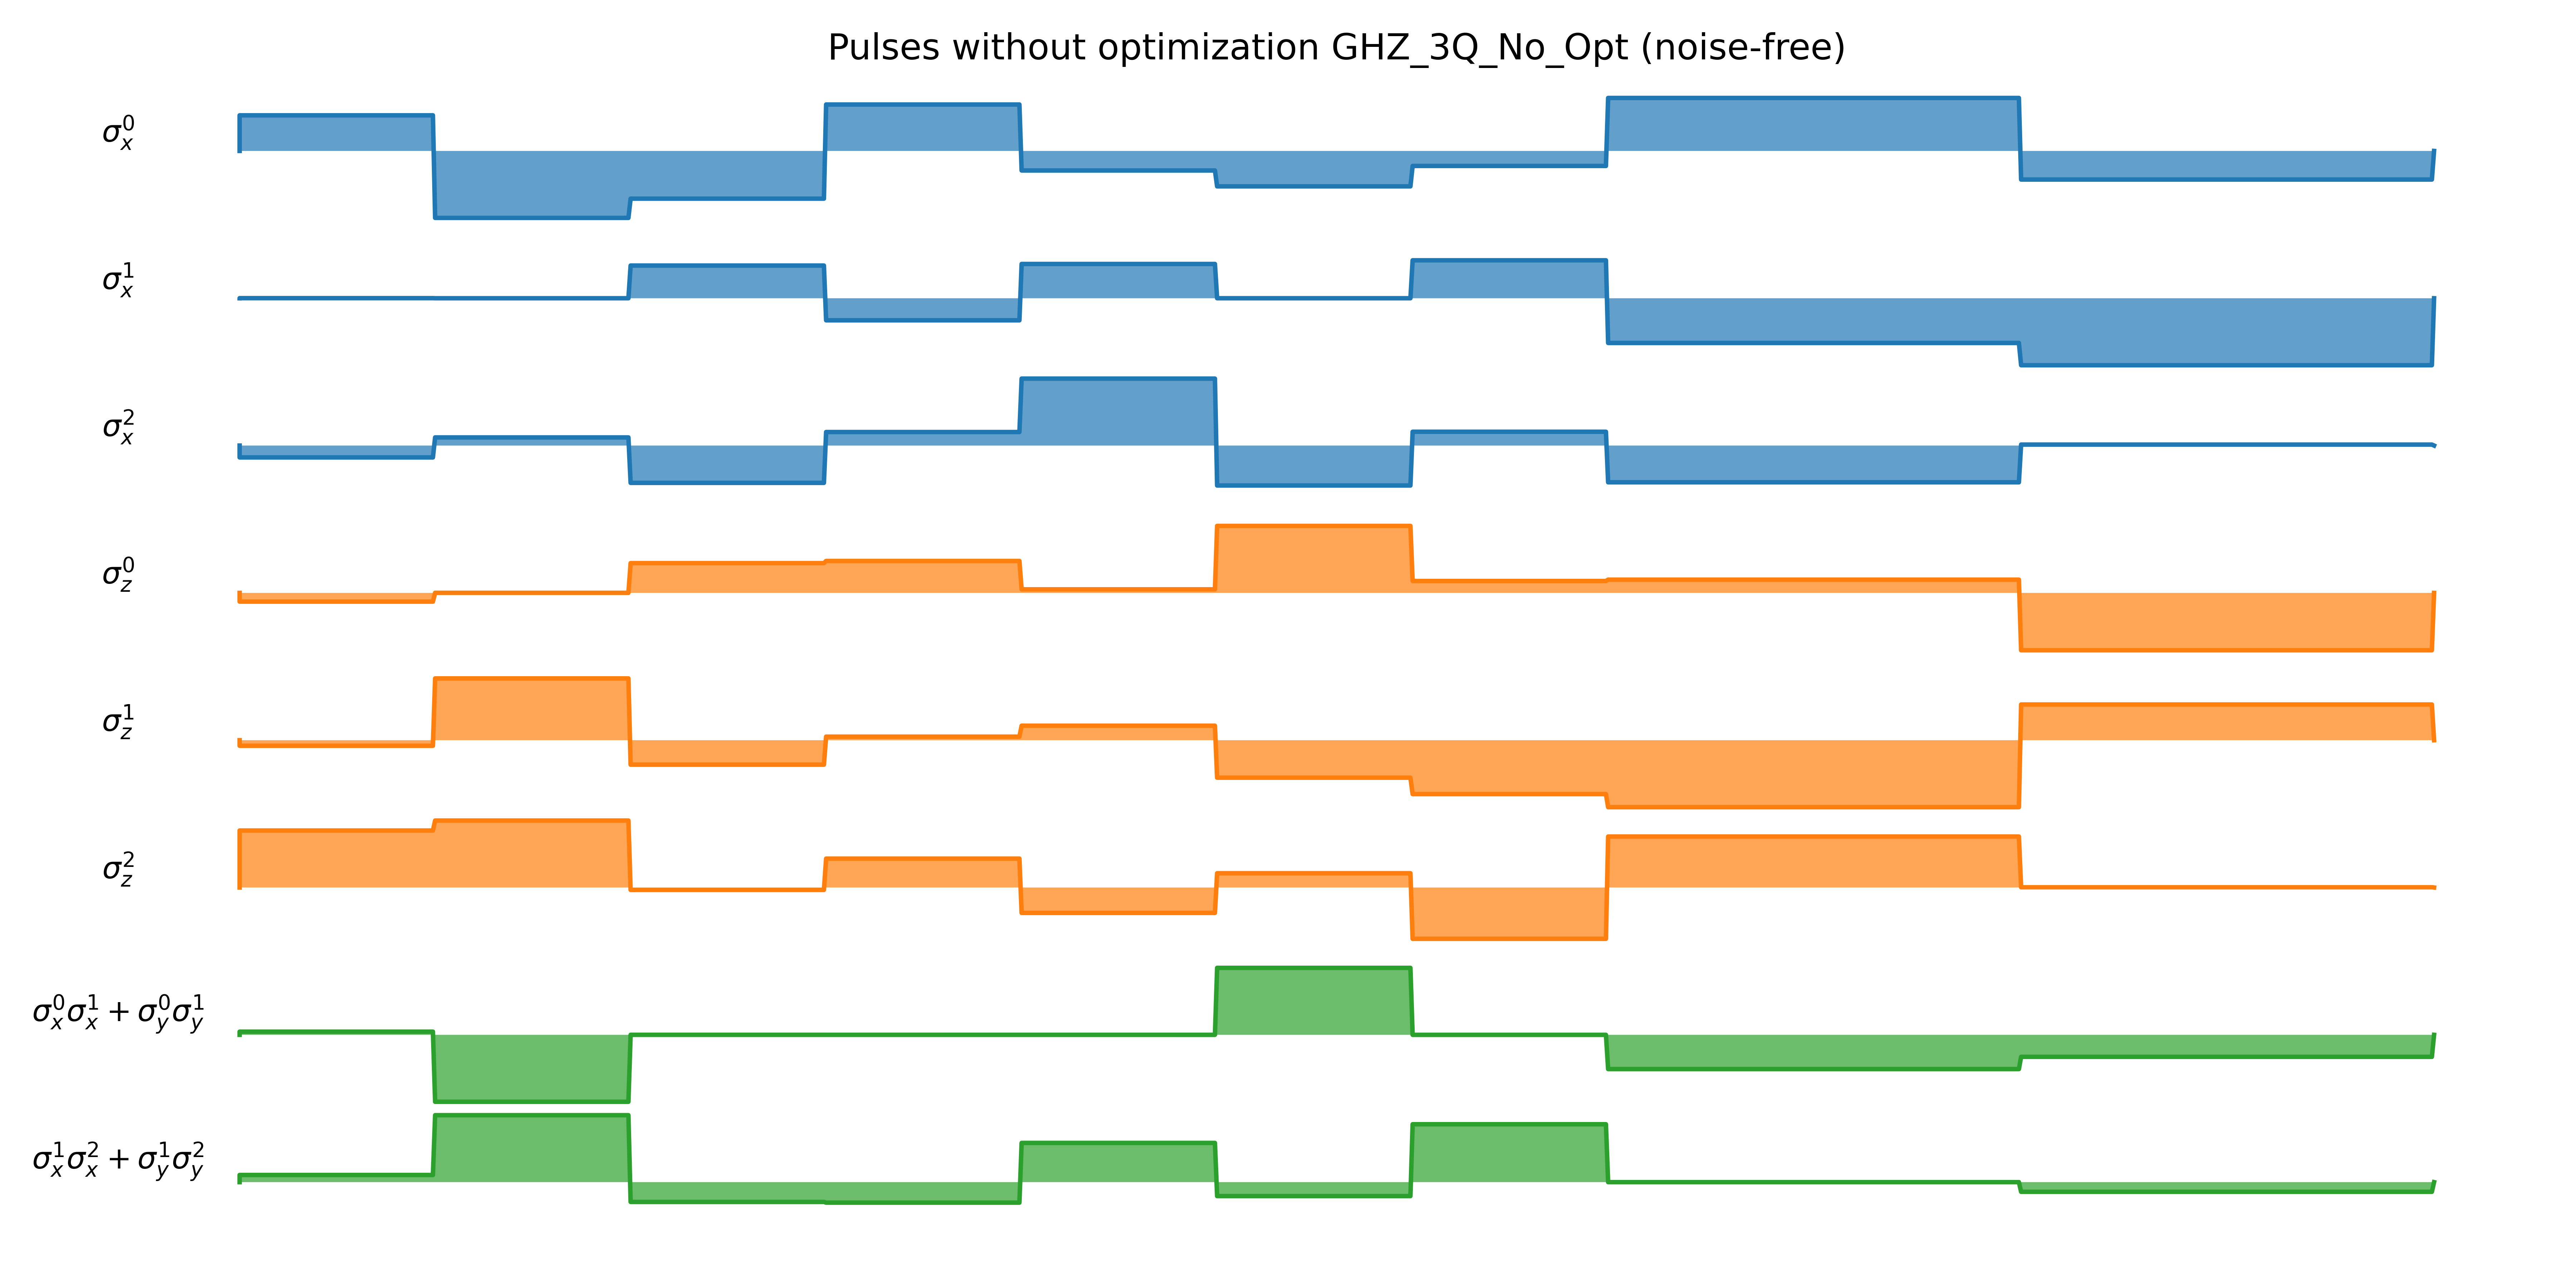 Pulses without optimization GHZ_3Q_No_Opt (noise-free)
σ_x^0
σ_x^1
σ_x^2
σ_z^0
σ_z^1
σ_z^2
σ_x^0σ_x^1 + σ_y^0σ_y^1
σ_x^1σ_x^2 + σ_y^1σ_y^2